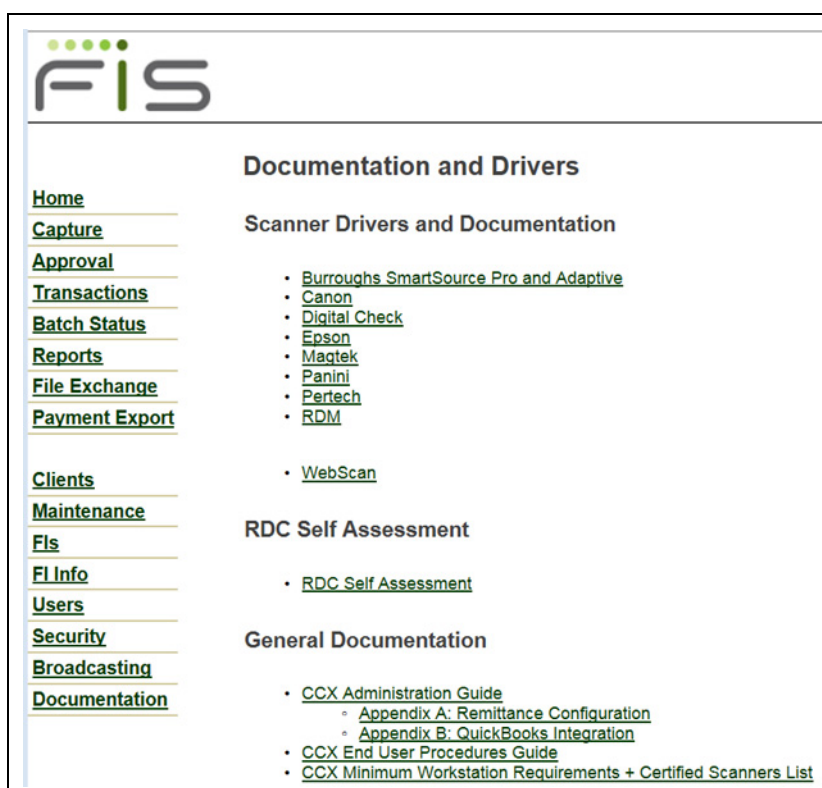 FIS
Documentation and Drivers
Home
Capture
Approval
Transactions
Batch Status
Reports
File Exchange
Payment Export
Clients
Maintenance
FIs
FI Info
Users
Security
Broadcasting
Documentation
Scanner Drivers and Documentation
• Burroughs SmartSource Pro and Adaptive
• Canon
• Digital Check
• Epson
• Magtek
• Panini
• Pertech
• RDM
• WebScan
RDC Self Assessment
• RDC Self Assessment
General Documentation
• CCX Administration Guide
◦ Appendix A: Remittance Configuration
◦ Appendix B: QuickBooks Integration
• CCX End User Procedures Guide
• CCX Minimum Workstation Requirements + Certified Scanners List